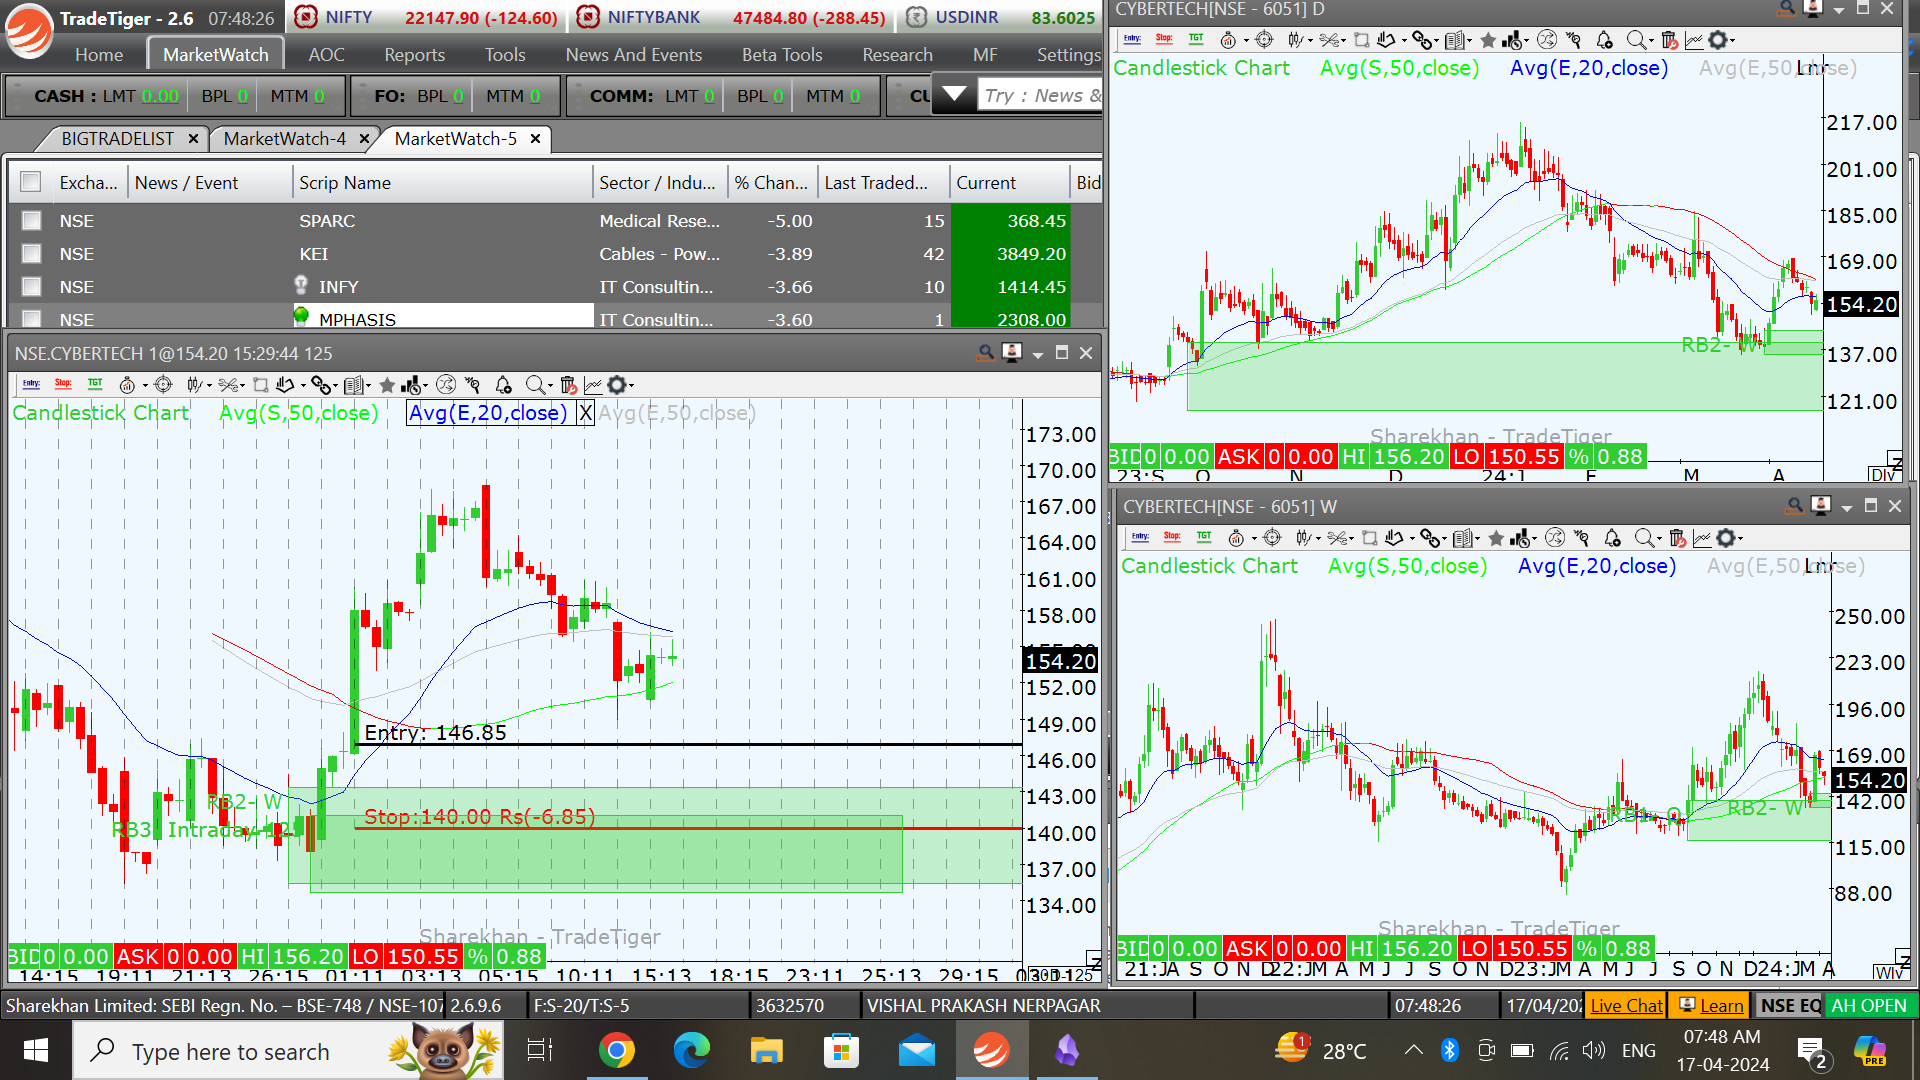 TradeTiger - 2.6 07:48:26 NIFTY 22147.90 (-124.60) NIFTYBANK 47484.80 (-288.45) USDINR 83.6025
Home MarketWatch AOC Reports Tools News And Events Beta Tools Research MF Settings
CASH : LMT 0.00 BPL 0 MTM 0 FO: BPL 0 MTM 0 COMM: LMT 0 BPL 0 MTM 0 Try : News &
BIGTRADELIST MarketWatch-4 MarketWatch-5
Excha... News / Event Scrip Name Sector / Indu... % Chan... Last Traded... Current Bid
NSE SPARC Medical Rese... -5.00 15 368.45
NSE KEI Cables - Pow... -3.89 42 3849.20
NSE INFY IT Consultin... -3.66 10 1414.45
NSE MPHASIS IT Consultin... -3.60 1 2308.00
NSE.CYBERTECH 1@154.20 15:29:44 125
Entry: Stop: TGT
Candlestick Chart Avg(S,50,close) Avg(E,20,close) X Avg(E,50,close)
173.00
170.00
167.00
164.00
161.00
158.00
154.20
152.00
149.00
146.00
143.00
140.00
137.00
134.00
Entry: 146.85
RB2- W
Stop:140.00 Rs(-6.85)
Sharekhan - TradeTiger
BID 0 0.00 ASK 0 0.00 HI 156.20 LO 150.55 % 0.88
14:15 19:11 21:13 26:15 01:11 03:13 05:15 10:11 15:13 18:15 23:11 25:13 29:15
CYBERTECH[NSE - 6051] D
Entry: Stop: TGT
Candlestick Chart Avg(S,50,close) Avg(E,20,close) Avg(E,50,close)
217.00
201.00
185.00
169.00
154.20
137.00
121.00
RB2- W
Sharekhan - TradeTiger
BID 0 0.00 ASK 0 0.00 HI 156.20 LO 150.55 % 0.88
23:S O N D 24:J F M A
CYBERTECH[NSE - 6051] W
Entry: Stop: TGT
Candlestick Chart Avg(S,50,close) Avg(E,20,close) Avg(E,50,close)
250.00
223.00
196.00
169.00
154.20
142.00
115.00
88.00
RB2- W
Sharekhan - TradeTiger
BID 0 0.00 ASK 0 0.00 HI 156.20 LO 150.55 % 0.88
21:J A S O N D 22:J M A M J J S O N D 23:J M A M J J S O N D 24:J M A
Sharekhan Limited: SEBI Regn. No. – BSE-748 / NSE-107 2.6.9.6 F:S-20/T:S-5 3632570 VISHAL PRAKASH NERPAGAR 07:48:26 17/04/202 Live Chat Learn NSE EQ AH OPEN
Type here to search 1 28°C ENG 07:48 AM
17-04-2024 2 PRE